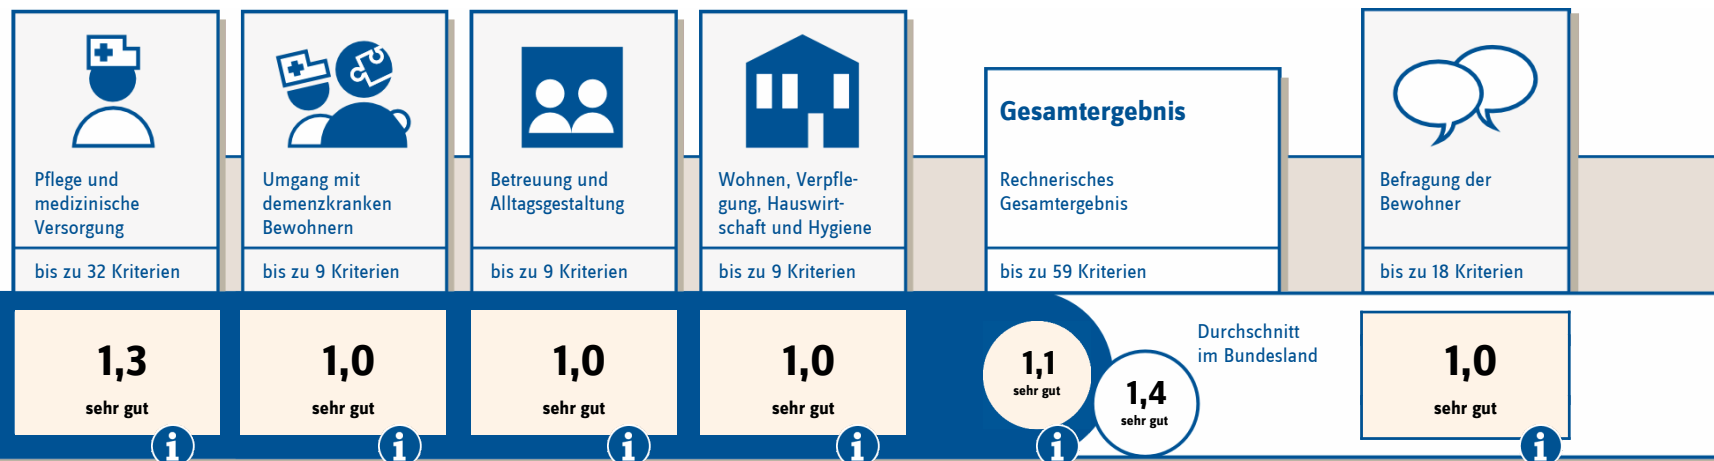 Pflege und
medizinische
Versorgung
bis zu 32 Kriterien
1,3
sehr gut
Umgang mit
demenzkranken
Bewohnern
bis zu 9 Kriterien
1,0
sehr gut
Betreuung und
Alltagsgestaltung
bis zu 9 Kriterien
1,0
sehr gut
Wohnen, Verpfle-
gung, Hauswirt-
schaft und Hygiene
bis zu 9 Kriterien
1,0
sehr gut
Gesamtergebnis
Rechnerisches
Gesamtergebnis
bis zu 59 Kriterien
1,1
sehr gut
1,4
sehr gut
Durchschnitt
im Bundesland
Befragung der
Bewohner
bis zu 18 Kriterien
1,0
sehr gut